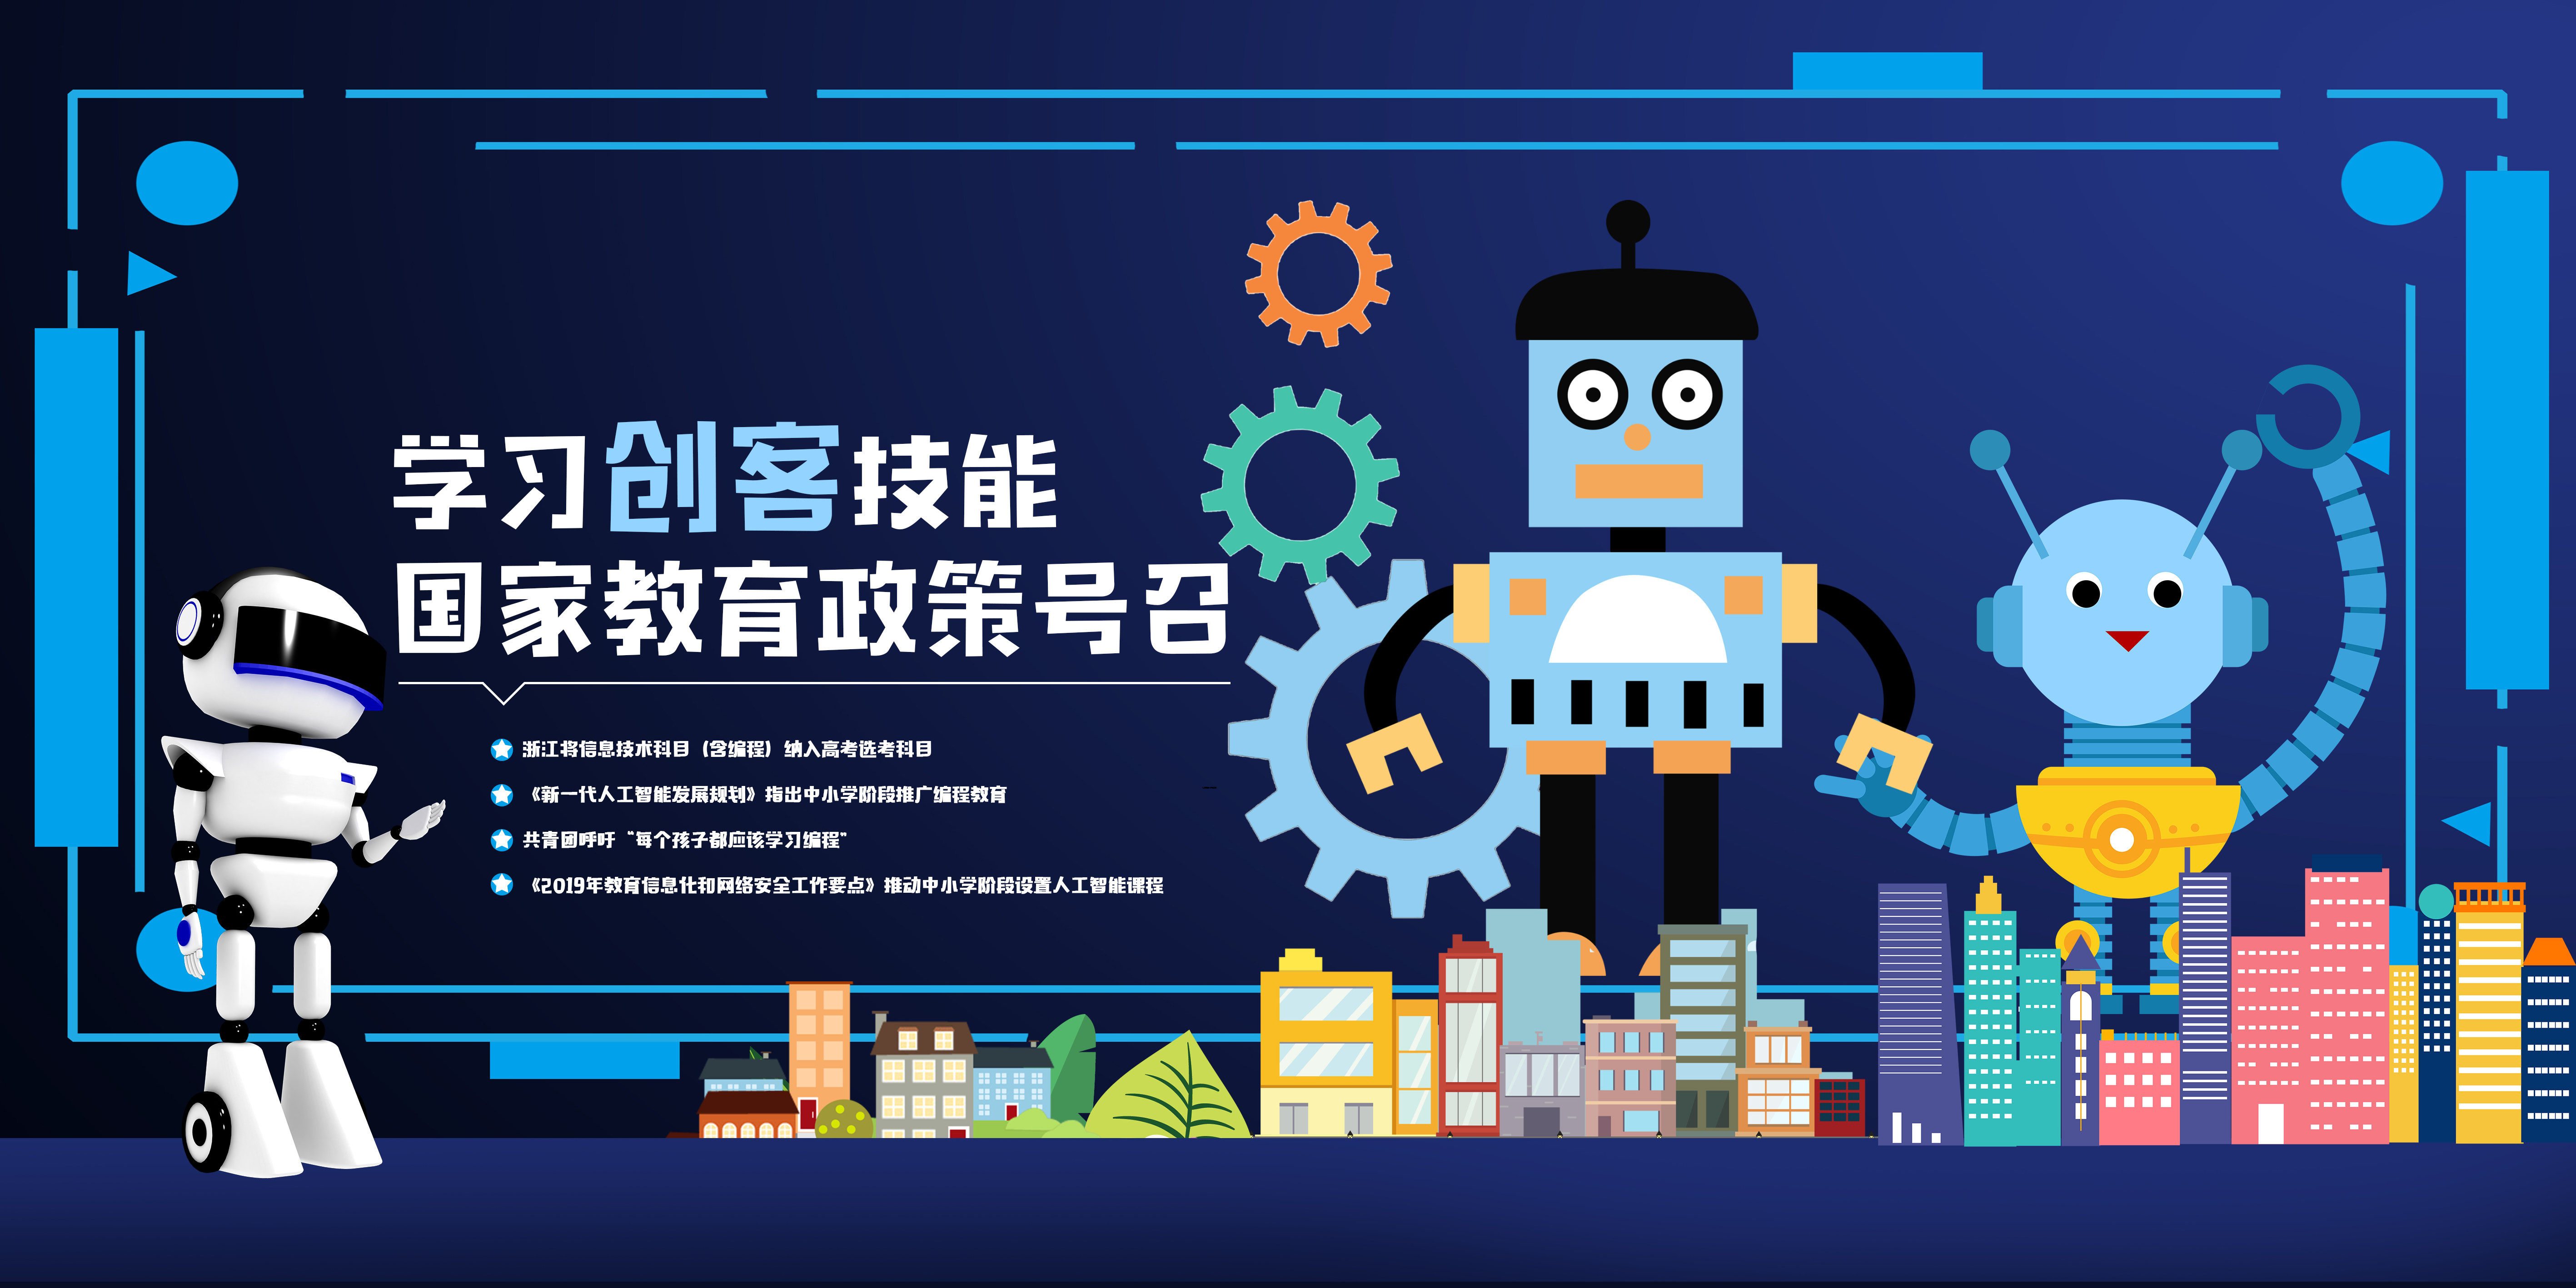 学习创客技能
国家教育政策号召
浙江将信息技术科目（含编程）纳入高考选考科目
《新一代人工智能发展规划》指出中小学阶段推广编程教育
共青团呼吁“每个孩子都应该学习编程”
《2019年教育信息化和网络安全工作要点》推动中小学阶段设置人工智能课程